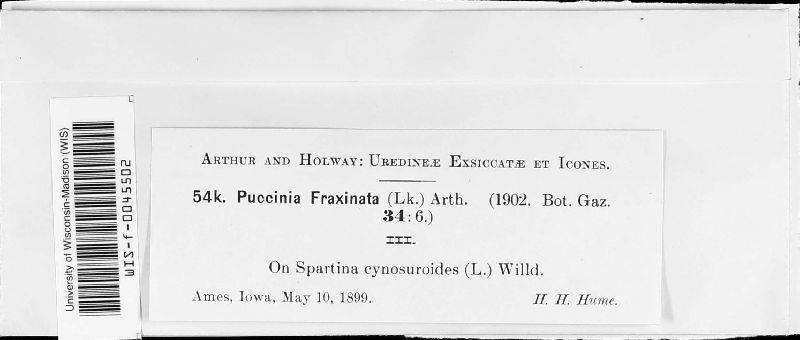 University of Wisconsin-Madison (WIS)
WIS-f-0045502
ARTHUR AND HOLWAY: UREDINEÆ EXSICCATÆ ET ICONES.
54k. Puccinia Fraxinata (Lk.) Arth. (1902. Bot. Gaz.
34:6.)
III.
On Spartina cynosuroides (L.) Willd.
Ames, Iowa, May 10, 1899. H. H. Hume.